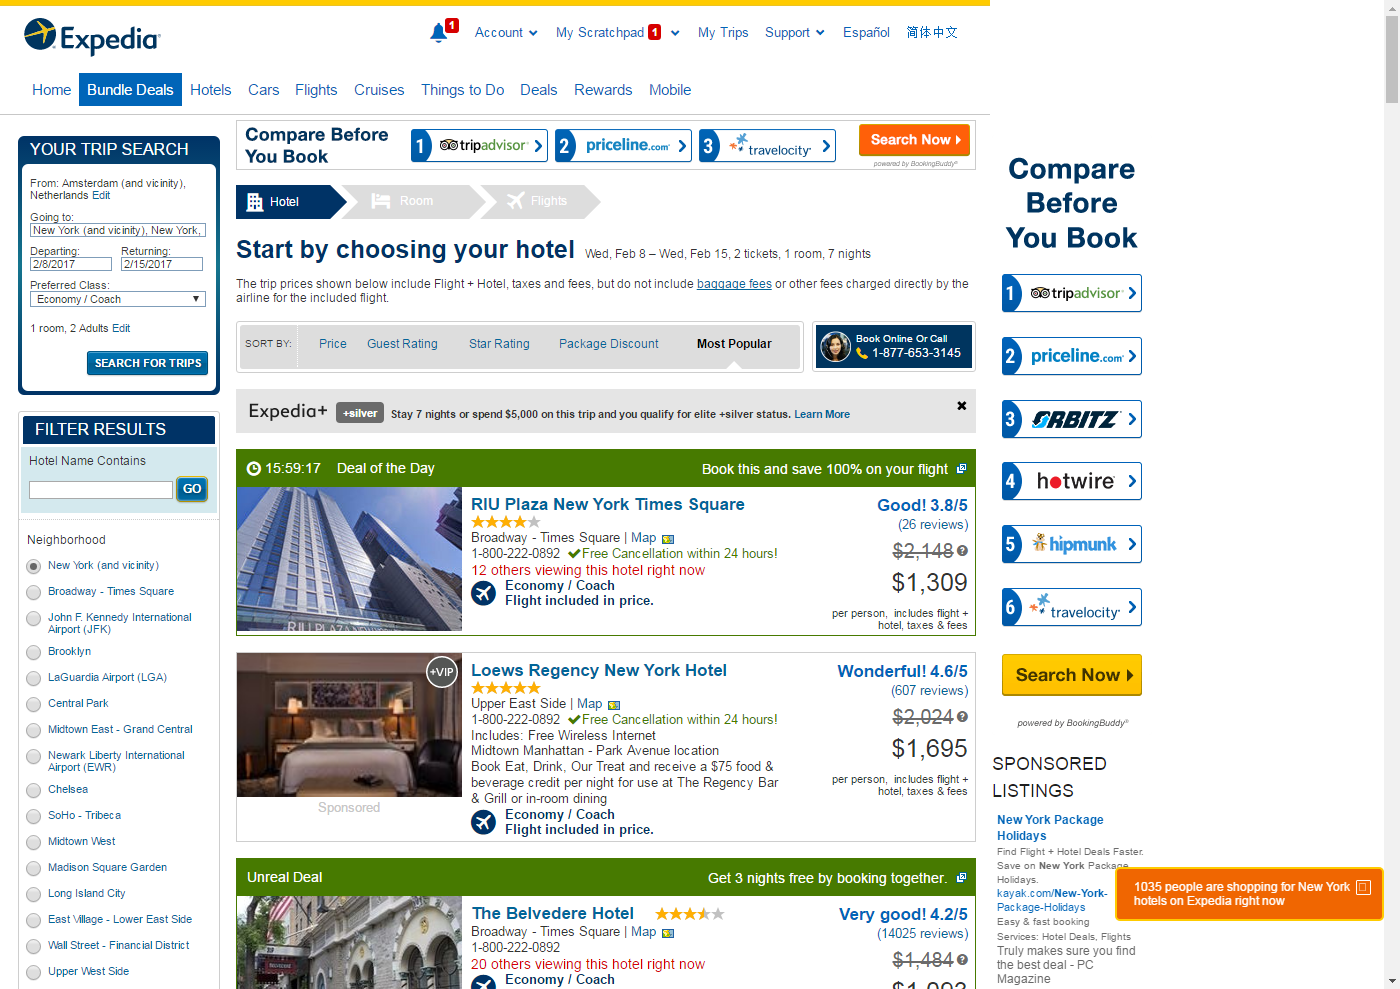 Expedia
1
Account
My Scratchpad 1
My Trips
Support
Español
简体中文
Home
Bundle Deals
Hotels
Cars
Flights
Cruises
Things to Do
Deals
Rewards
Mobile
YOUR TRIP SEARCH
From: Amsterdam (and vicinity),
Netherlands Edit
Going to:
New York (and vicinity), New York,
Departing:
Returning:
2/8/2017
2/15/2017
Preferred Class:
Economy / Coach
1 room, 2 Adults Edit
SEARCH FOR TRIPS
FILTER RESULTS
Hotel Name Contains
GO
Neighborhood
New York (and vicinity)
Broadway - Times Square
John F. Kennedy International
Airport (JFK)
Brooklyn
LaGuardia Airport (LGA)
Central Park
Midtown East - Grand Central
Newark Liberty International
Airport (EWR)
Chelsea
SoHo - Tribeca
Midtown West
Madison Square Garden
Long Island City
East Village - Lower East Side
Wall Street - Financial District
Upper West Side
Compare Before
You Book
1 tripadvisor
2 priceline.com
3 travelocity
Search Now
powered by BookingBuddy
Hotel
Room
Flights
Start by choosing your hotel Wed, Feb 8 – Wed, Feb 15, 2 tickets, 1 room, 7 nights
The trip prices shown below include Flight + Hotel, taxes and fees, but do not include baggage fees or other fees charged directly by the
airline for the included flight.
SORT BY:
Price
Guest Rating
Star Rating
Package Discount
Most Popular
Book Online Or Call
1-877-653-3145
Expedia+ +silver Stay 7 nights or spend $5,000 on this trip and you qualify for elite +silver status. Learn More
15:59:17 Deal of the Day
Book this and save 100% on your flight
RIU PLAZA NEW
RIU Plaza New York Times Square
Broadway - Times Square | Map
1-800-222-0892 Free Cancellation within 24 hours!
12 others viewing this hotel right now
Economy / Coach
Flight included in price.
Good! 3.8/5
(26 reviews)
$2,148
$1,309
per person, includes flight +
hotel, taxes & fees
+VIP
Sponsored
Loews Regency New York Hotel
Upper East Side | Map
1-800-222-0892 Free Cancellation within 24 hours!
Includes: Free Wireless Internet
Midtown Manhattan - Park Avenue location
Book Eat, Drink, Our Treat and receive a $75 food &
beverage credit per night for use at The Regency Bar
& Grill or in-room dining
Economy / Coach
Flight included in price.
Wonderful! 4.6/5
(607 reviews)
$2,024
$1,695
per person, includes flight +
hotel, taxes & fees
Unreal Deal
Get 3 nights free by booking together.
The Belvedere Hotel
Broadway - Times Square | Map
1-800-222-0892
20 others viewing this hotel right now
Economy / Coach
Very good! 4.2/5
(14025 reviews)
$1,484
Compare
Before
You Book
1 tripadvisor
2 priceline.com
3 ORBITZ
4 hotwire
5 hipmunk
6 travelocity
Search Now
powered by BookingBuddy
SPONSORED
LISTINGS
New York Package
Holidays
Find Flight + Hotel Deals Faster.
Save on New York Package
Holidays.
kayak.com/New-York-
Package-Holidays
Easy & fast booking
Services: Hotel Deals, Flights
Truly makes sure you find
the best deal - PC
Magazine
1035 people are shopping for New York
hotels on Expedia right now